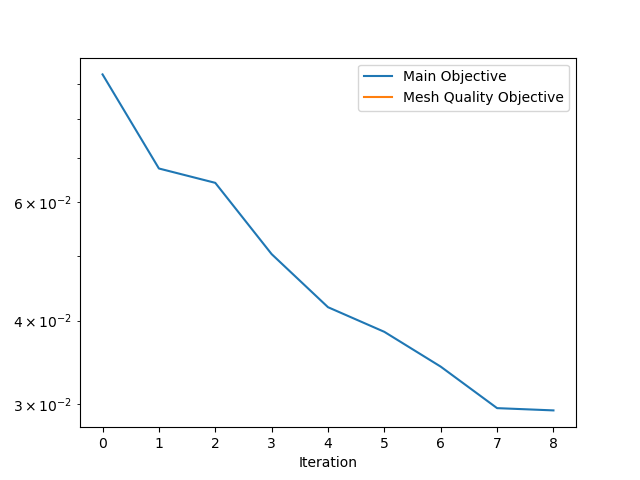 Main Objective
Mesh Quality Objective
6 × 10⁻²
4 × 10⁻²
3 × 10⁻²
0 1 2 3 4 5 6 7 8
Iteration